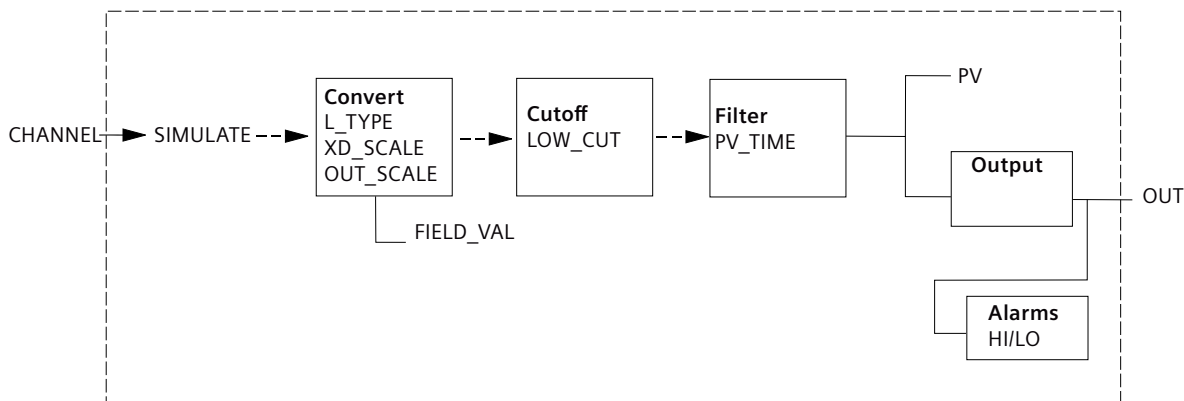 CHANNEL
SIMULATE
Convert
L_TYPE
XD_SCALE
OUT_SCALE
FIELD_VAL
Cutoff
LOW_CUT
Filter
PV_TIME
PV
Output
OUT
Alarms
HI/LO